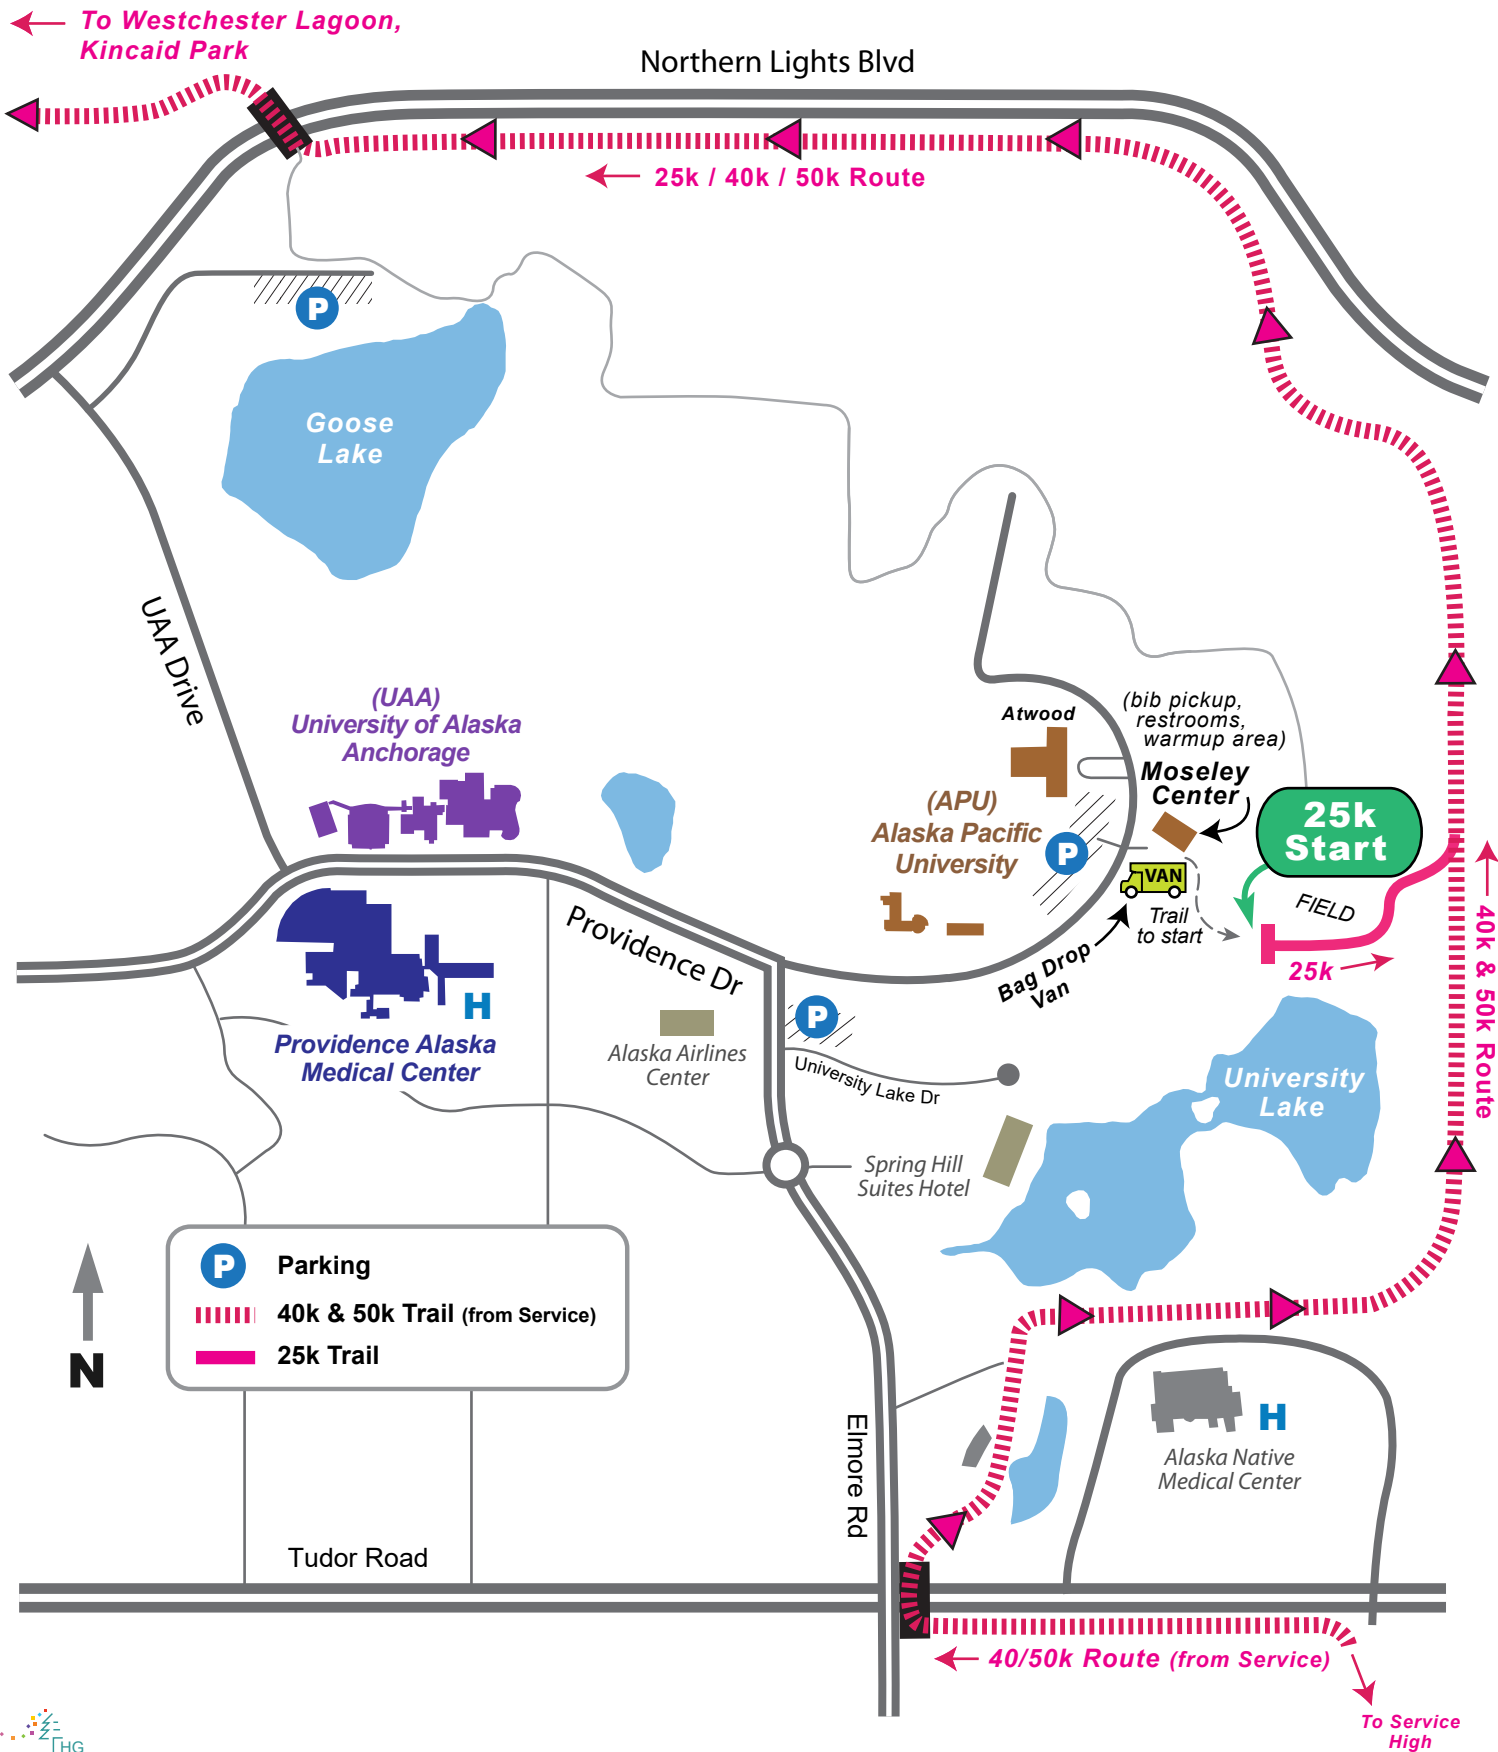 To Westchester Lagoon,
Kincaid Park
Northern Lights Blvd
25k / 40k / 50k Route
P
Goose
Lake
UAA Drive
(UAA)
University of Alaska
Anchorage
Atwood
(bib pickup,
restrooms,
warmup area)
Moseley
Center
(APU)
Alaska Pacific
University
P
25k
Start
VAN
Trail
to start
FIELD
25k
Bag Drop
Van
40k & 50k Route
Providence Dr
H
Providence Alaska
Medical Center
Alaska Airlines
Center
P
University Lake Dr
University
Lake
Spring Hill
Suites Hotel
P Parking
40k & 50k Trail (from Service)
25k Trail
N
Elmore Rd
H
Alaska Native
Medical Center
Tudor Road
40/50k Route (from Service)
To Service
High
HG